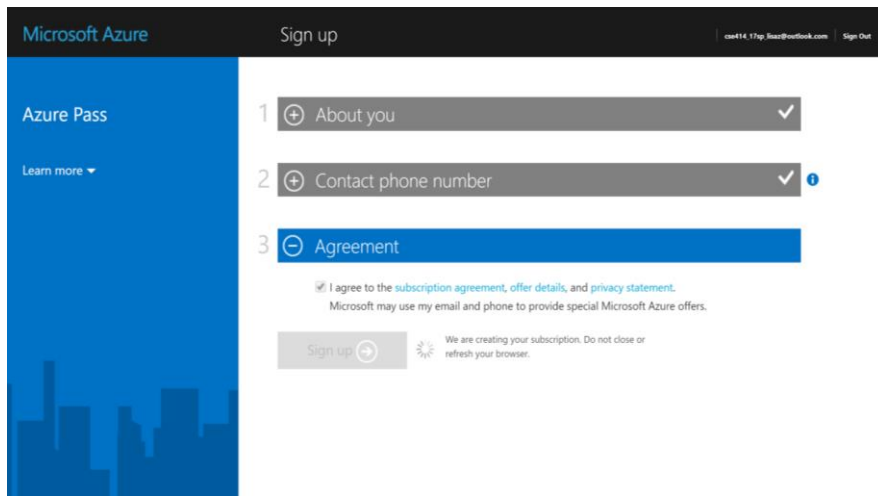 Microsoft Azure
Sign up
cse414_17sp_lisaz@outlook.com
Sign Out
Azure Pass
Learn more
1
About you
2
Contact phone number
3
Agreement
I agree to the subscription agreement, offer details, and privacy statement.
Microsoft may use my email and phone to provide special Microsoft Azure offers.
Sign up
We are creating your subscription. Do not close or
refresh your browser.